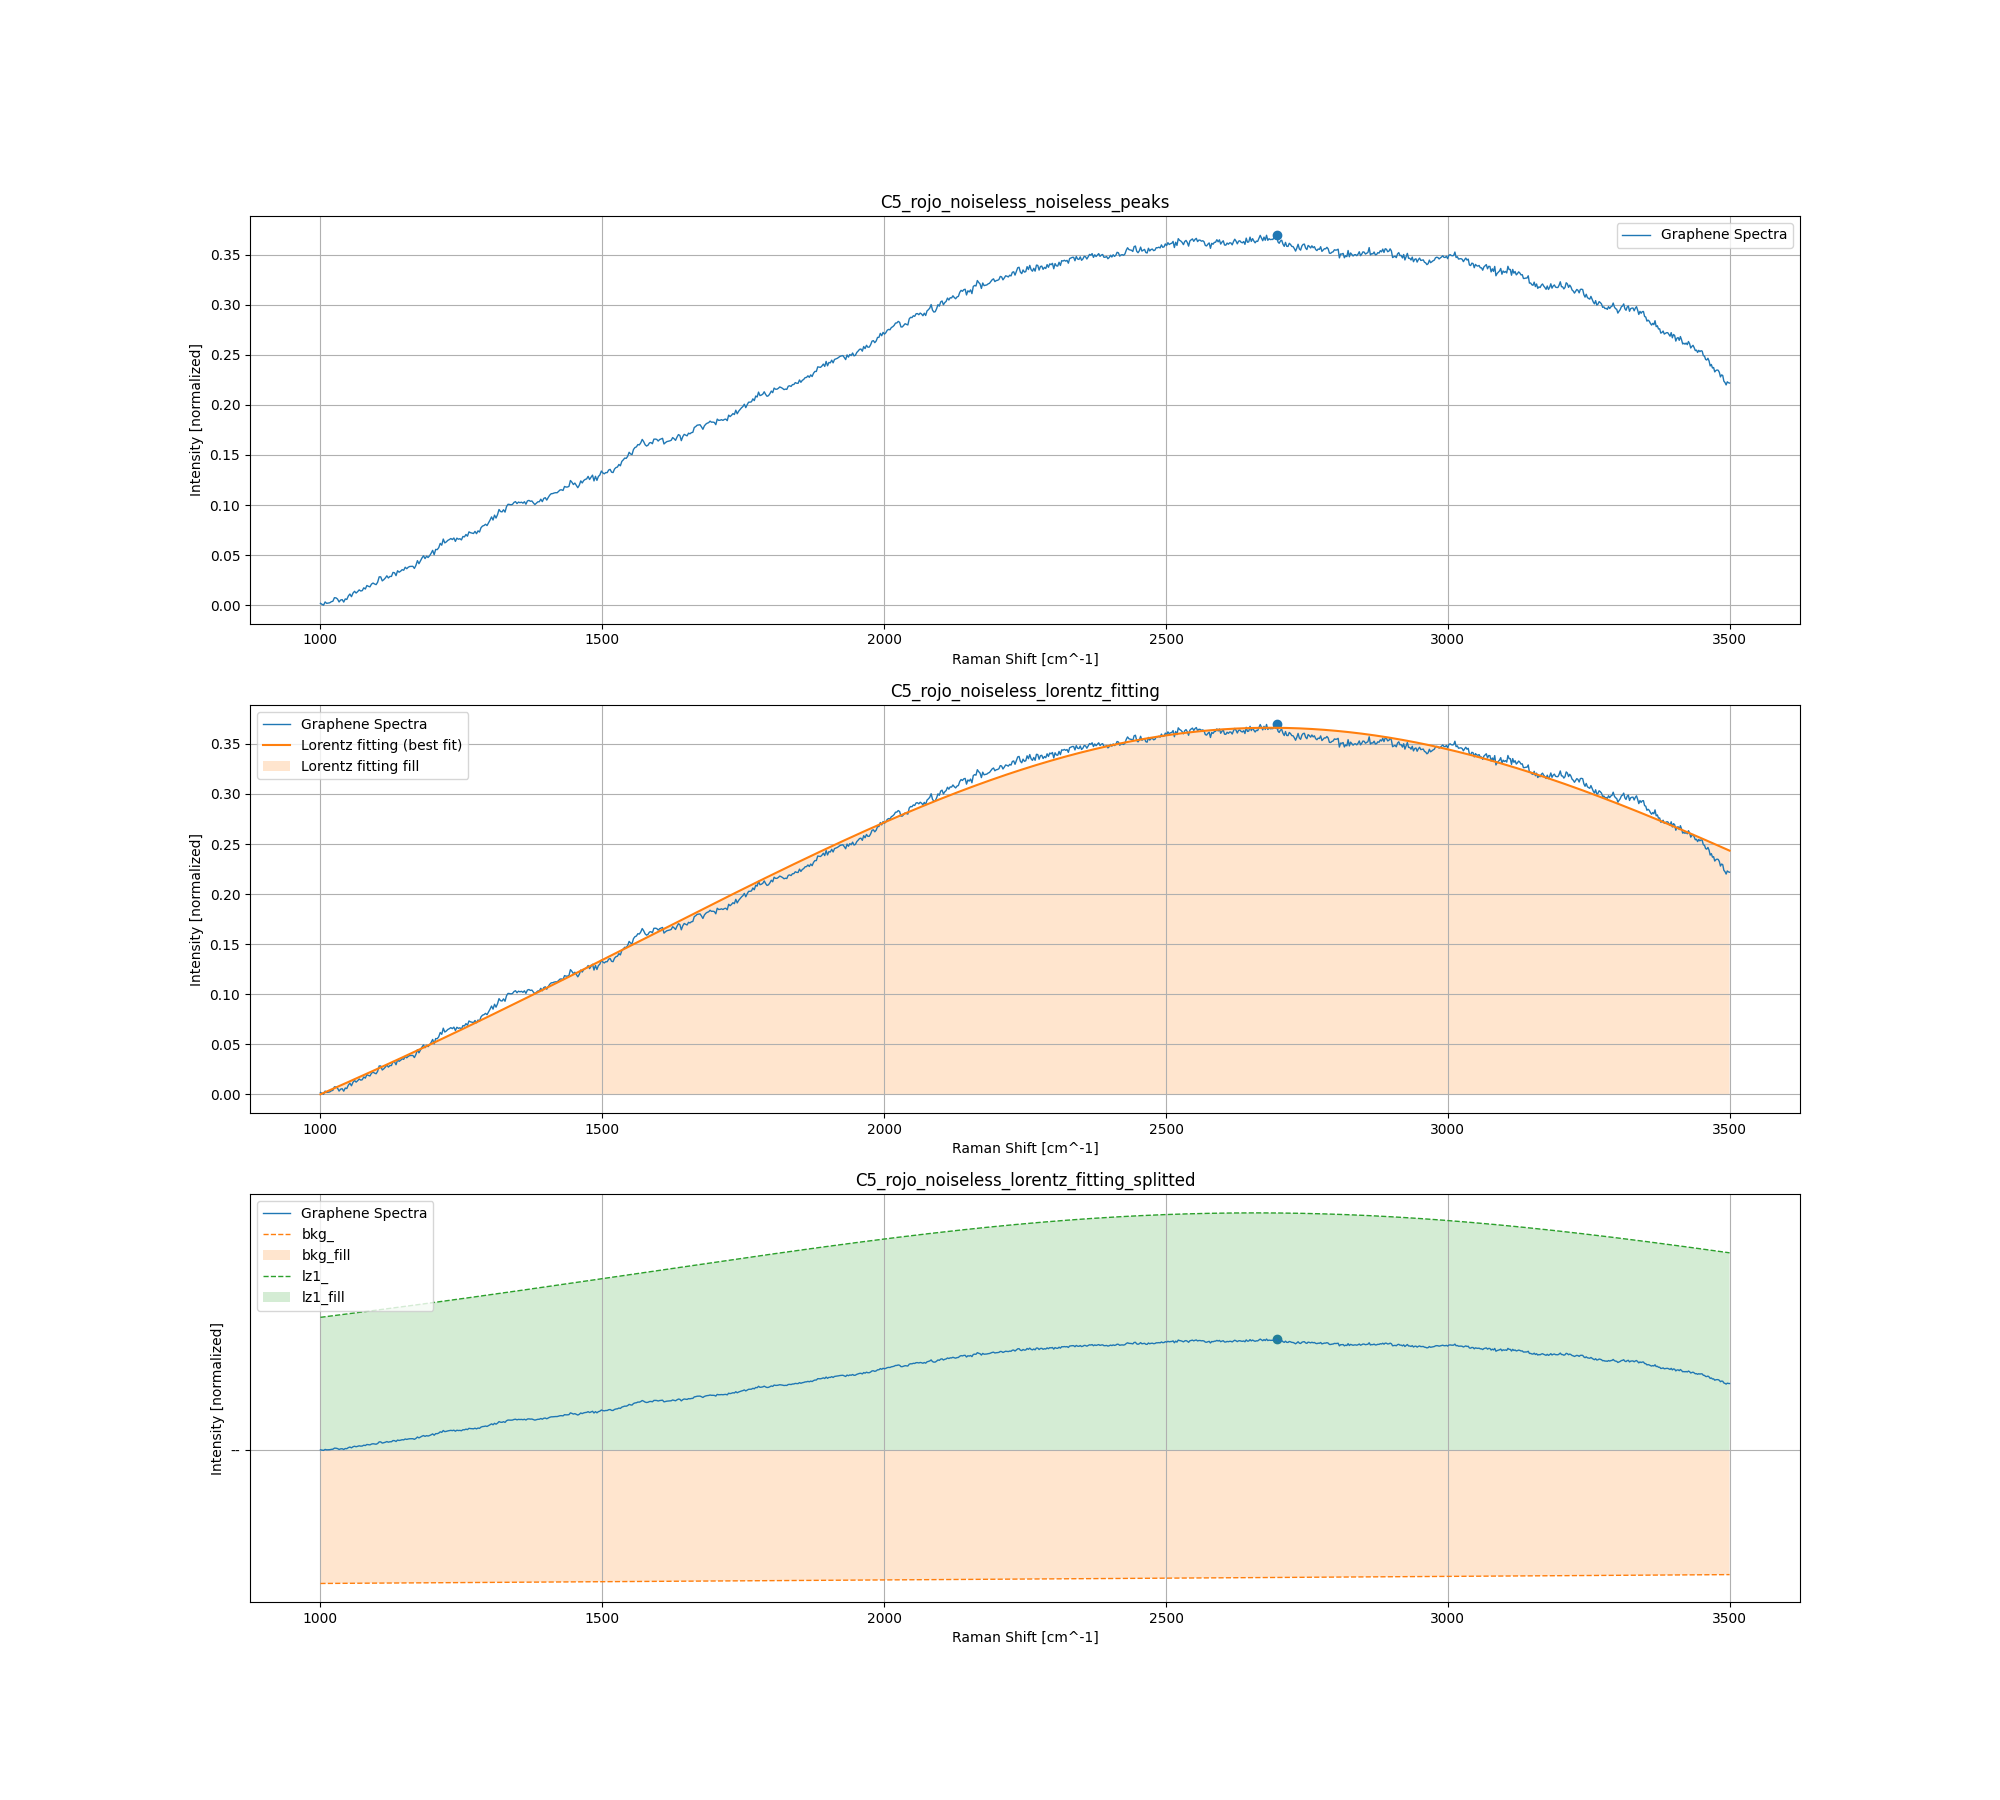 C5_rojo_noiseless_noiseless_peaks
Graphene Spectra
Intensity [normalized]
0.35
0.30
0.25
0.20
0.15
0.10
0.05
0.00
1000 1500 2000 2500 3000 3500
Raman Shift [cm^-1]
C5_rojo_noiseless_lorentz_fitting
Graphene Spectra
Lorentz fitting (best fit)
Lorentz fitting fill
Intensity [normalized]
0.35
0.30
0.25
0.20
0.15
0.10
0.05
0.00
1000 1500 2000 2500 3000 3500
Raman Shift [cm^-1]
C5_rojo_noiseless_lorentz_fitting_splitted
Graphene Spectra
bkg_
bkg_fill
lz1_
lz1_fill
Intensity [normalized]
--
1000 1500 2000 2500 3000 3500
Raman Shift [cm^-1]